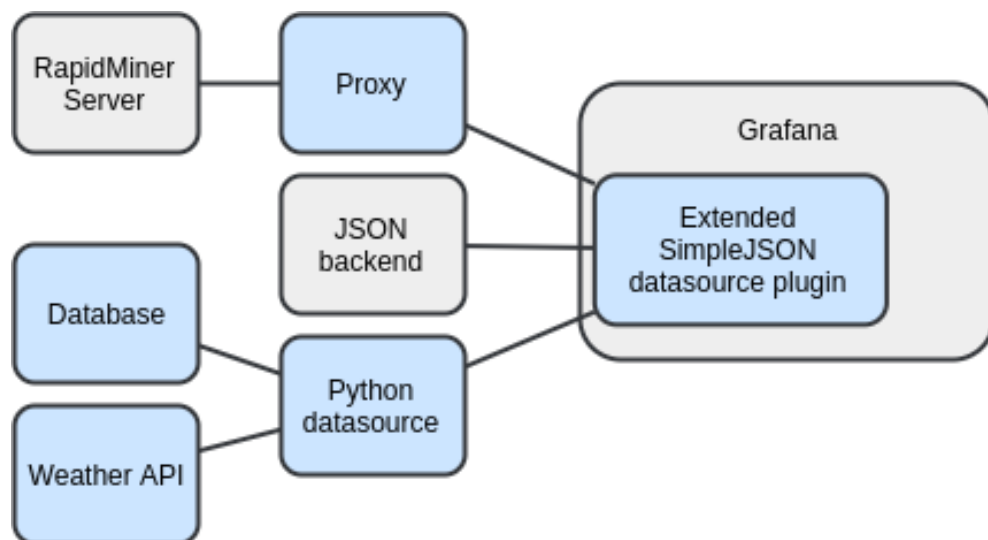 RapidMiner
Server
Proxy
Grafana
JSON
backend
Extended
SimpleJSON
datasource plugin
Database
Python
datasource
Weather API